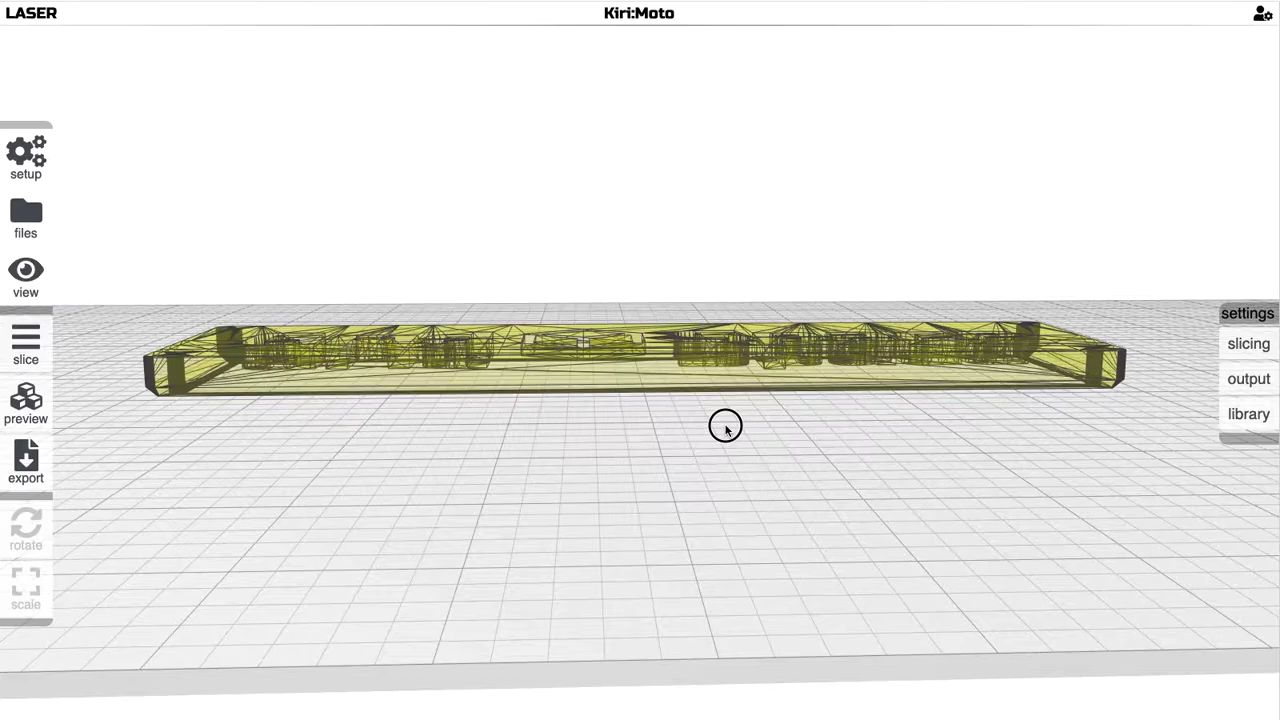 LASER
Kiri:Moto
setup
files
view
slice
preview
export
rotate
scale
settings
slicing
output
library